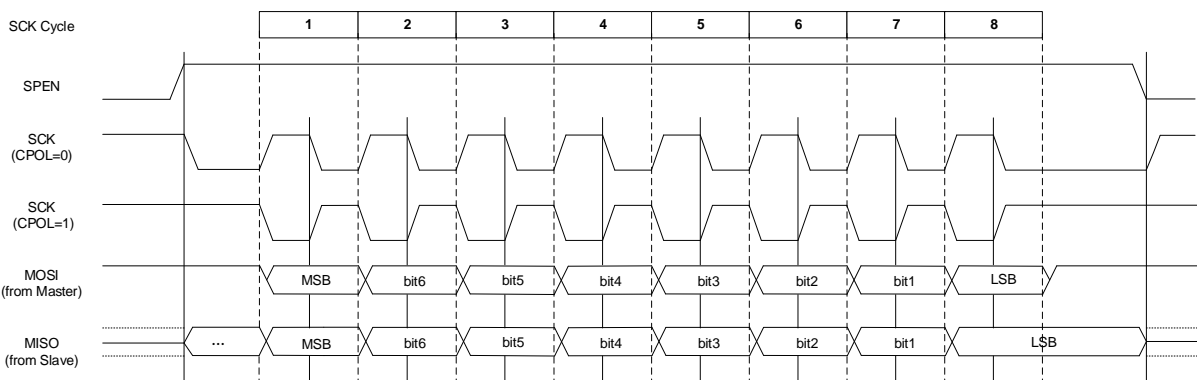 SCK Cycle 1 2 3 4 5 6 7 8
SPEN
SCK
(CPOL=0)
SCK
(CPOL=1)
MOSI
(from Master)
MSB bit6 bit5 bit4 bit3 bit2 bit1 LSB
MISO
(from Slave)
... MSB bit6 bit5 bit4 bit3 bit2 bit1 LSB